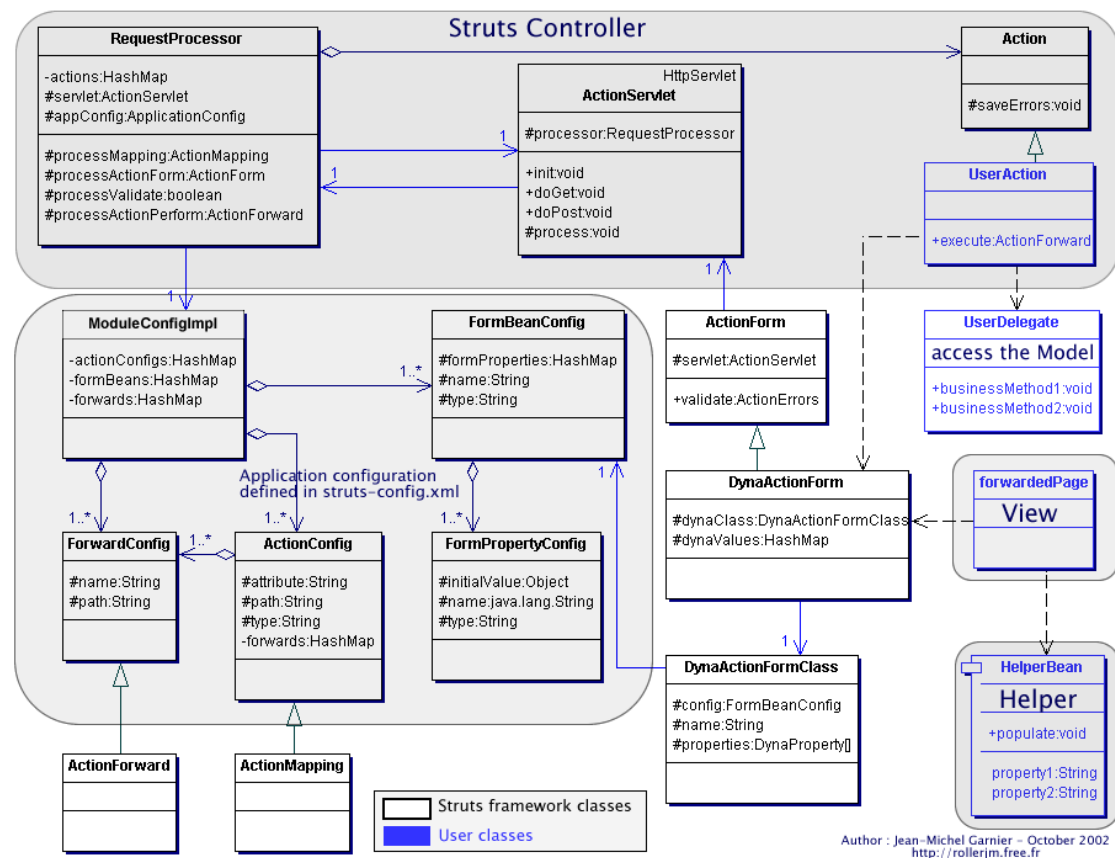 Struts Controller
RequestProcessor
-actions:HashMap
#servlet:ActionServlet
#appConfig:ApplicationConfig
#processMapping:ActionMapping
#processActionForm:ActionForm
#processValidate:boolean
#processActionPerform:ActionForward
HttpServlet
ActionServlet
#processor:RequestProcessor
+init:void
+doGet:void
+doPost:void
#process:void
1
1
Action
#saveErrors:void
UserAction
+execute:ActionForward
1
1
ModuleConfigImpl
-actionConfigs:HashMap
-formBeans:HashMap
-forwards:HashMap
1..*
FormBeanConfig
#formProperties:HashMap
#name:String
#type:String
ActionForm
#servlet:ActionServlet
+validate:ActionErrors
UserDelegate
access the Model
+businessMethod1:void
+businessMethod2:void
Application configuration
defined in struts-config.xml
1
1..*
1..*
1..*
1..*
ForwardConfig
#name:String
#path:String
ActionConfig
#attribute:String
#path:String
#type:String
-forwards:HashMap
FormPropertyConfig
#initialValue:Object
#name:java.lang.String
#type:String
DynaActionForm
#dynaClass:DynaActionFormClass
#dynaValues:HashMap
forwardedPage
View
1
DynaActionFormClass
#config:FormBeanConfig
#name:String
#properties:DynaProperty[]
HelperBean
Helper
+populate:void
property1:String
property2:String
ActionForward
ActionMapping
Struts framework classes
User classes
Author : Jean-Michel Garnier - October 2002
http://rollerjm.free.fr